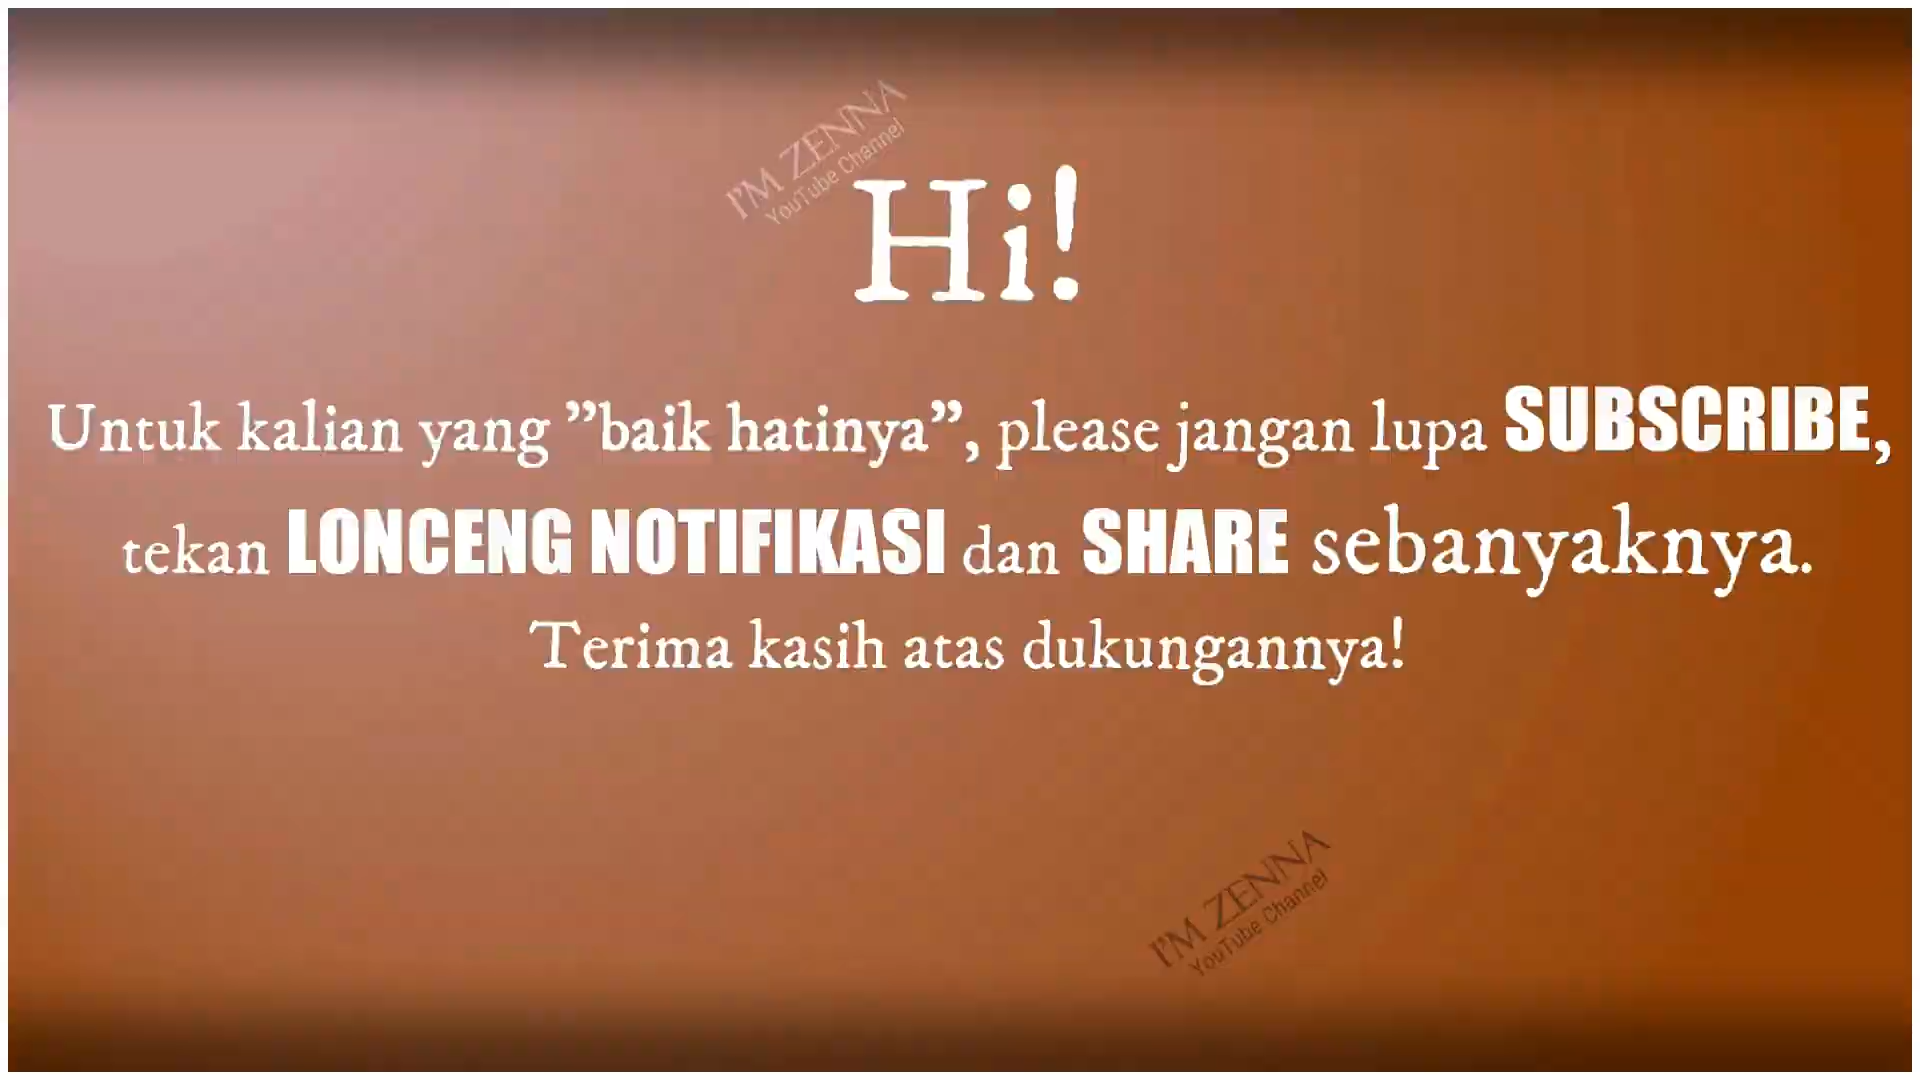 I'M ZENNA
YouTube Channel
Hi!
Untuk kalian yang ”baik hatinya”, please jangan lupa SUBSCRIBE,
tekan LONCENG NOTIFIKASI dan SHARE sebanyaknya.
Terima kasih atas dukungannya!
I'M ZENNA
YouTube Channel